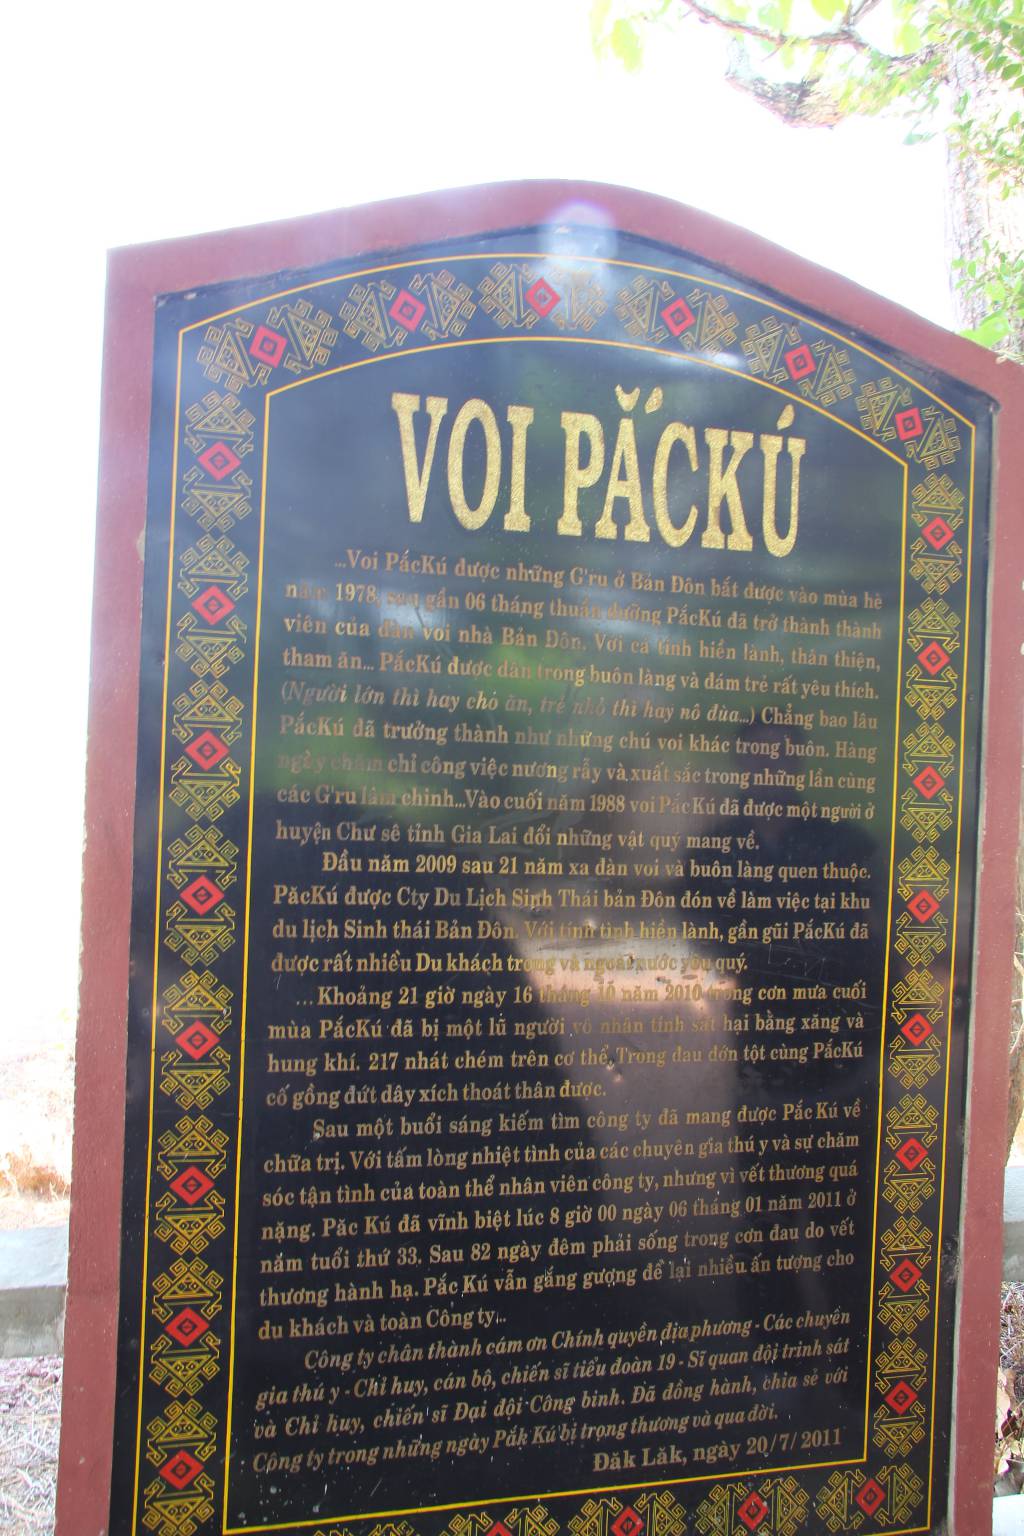 VOI PẮCKÚ
...Voi PắcKú được những G'ru ở Bản Đôn bắt được vào mùa hè
năm 1978, sau gần 06 tháng thuần dưỡng PắcKú đã trở thành thành
viên của đàn voi nhà Bản Đôn. Với cá tính hiền lành, thân thiện,
tham ăn... PắcKú được dân trong buôn làng và đám trẻ rất yêu thích.
(Người lớn thì hay cho ăn, trẻ nhỏ thì hay nô đùa...) Chẳng bao lâu
PắcKú đã trưởng thành như những chú voi khác trong buôn. Hàng
ngày chăm chỉ công việc nương rẫy và xuất sắc trong những lần cùng
các G'ru làm chinh...Vào cuối năm 1988 voi Pắc Kú đã được một người ở
huyện Chư sê tỉnh Gia Lai đổi những vật quý mang về.
Đầu năm 2009 sau 21 năm xa đàn voi và buôn làng quen thuộc.
PăcKú được Cty Du Lịch Sinh Thái bản Đôn đón về làm việc tại khu
du lịch Sinh thái Bản Đôn. Với tính tình hiền lành, gần gũi PắcKú đã
được rất nhiều Du khách trong và ngoài nước yêu quý.
...Khoảng 21 giờ ngày 16 tháng 10 năm 2010 trong cơn mưa cuối
mùa PắcKú đã bị một lũ người vô nhân tính sát hại bằng xăng và
hung khí. 217 nhát chém trên cơ thể. Trong đau đớn tột cùng PắcKú
cố gồng đứt dây xích thoát thân được.
Sau một buổi sáng kiếm tìm công ty đã mang được Pắc Kú về
chữa trị. Với tấm lòng nhiệt tình của các chuyên gia thú y và sự chăm
sóc tận tình của toàn thể nhân viên công ty, nhưng vì vết thương quá
nặng. Păc Kú đã vĩnh biệt lúc 8 giờ 00 ngày 06 tháng 01 năm 2011 ở
năm tuổi thứ 33. Sau 82 ngày đêm phải sống trong cơn đau do vết
thương hành hạ. Pắc Kú vẫn gắng gượng để lại nhiều ấn tượng cho
du khách và toàn Công ty...
Công ty chân thành cám ơn Chính quyền địa phương - Các chuyên
gia thú y - Chỉ huy, cán bộ, chiến sĩ tiểu đoàn 19 - Sĩ quan đội trinh sát
và Chỉ huy, chiến sĩ Đại đội Công binh. Đã đồng hành, chia sẻ với
Công ty trong những ngày Pắk Kú bị trọng thương và qua đời.
Đăk Lăk, ngày 20/7/2011